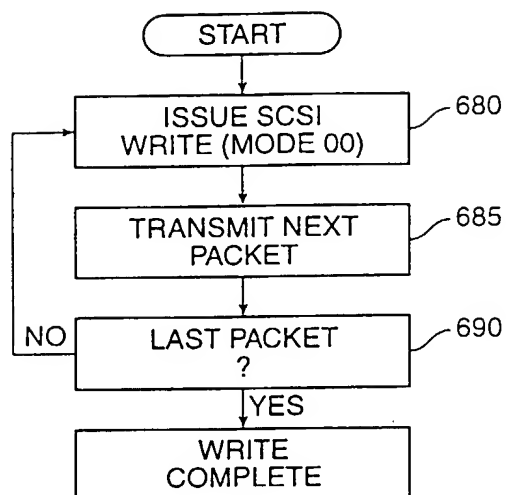 START
ISSUE SCSI
WRITE (MODE 00)
680
TRANSMIT NEXT
PACKET
685
LAST PACKET
?
690
NO
YES
WRITE
COMPLETE